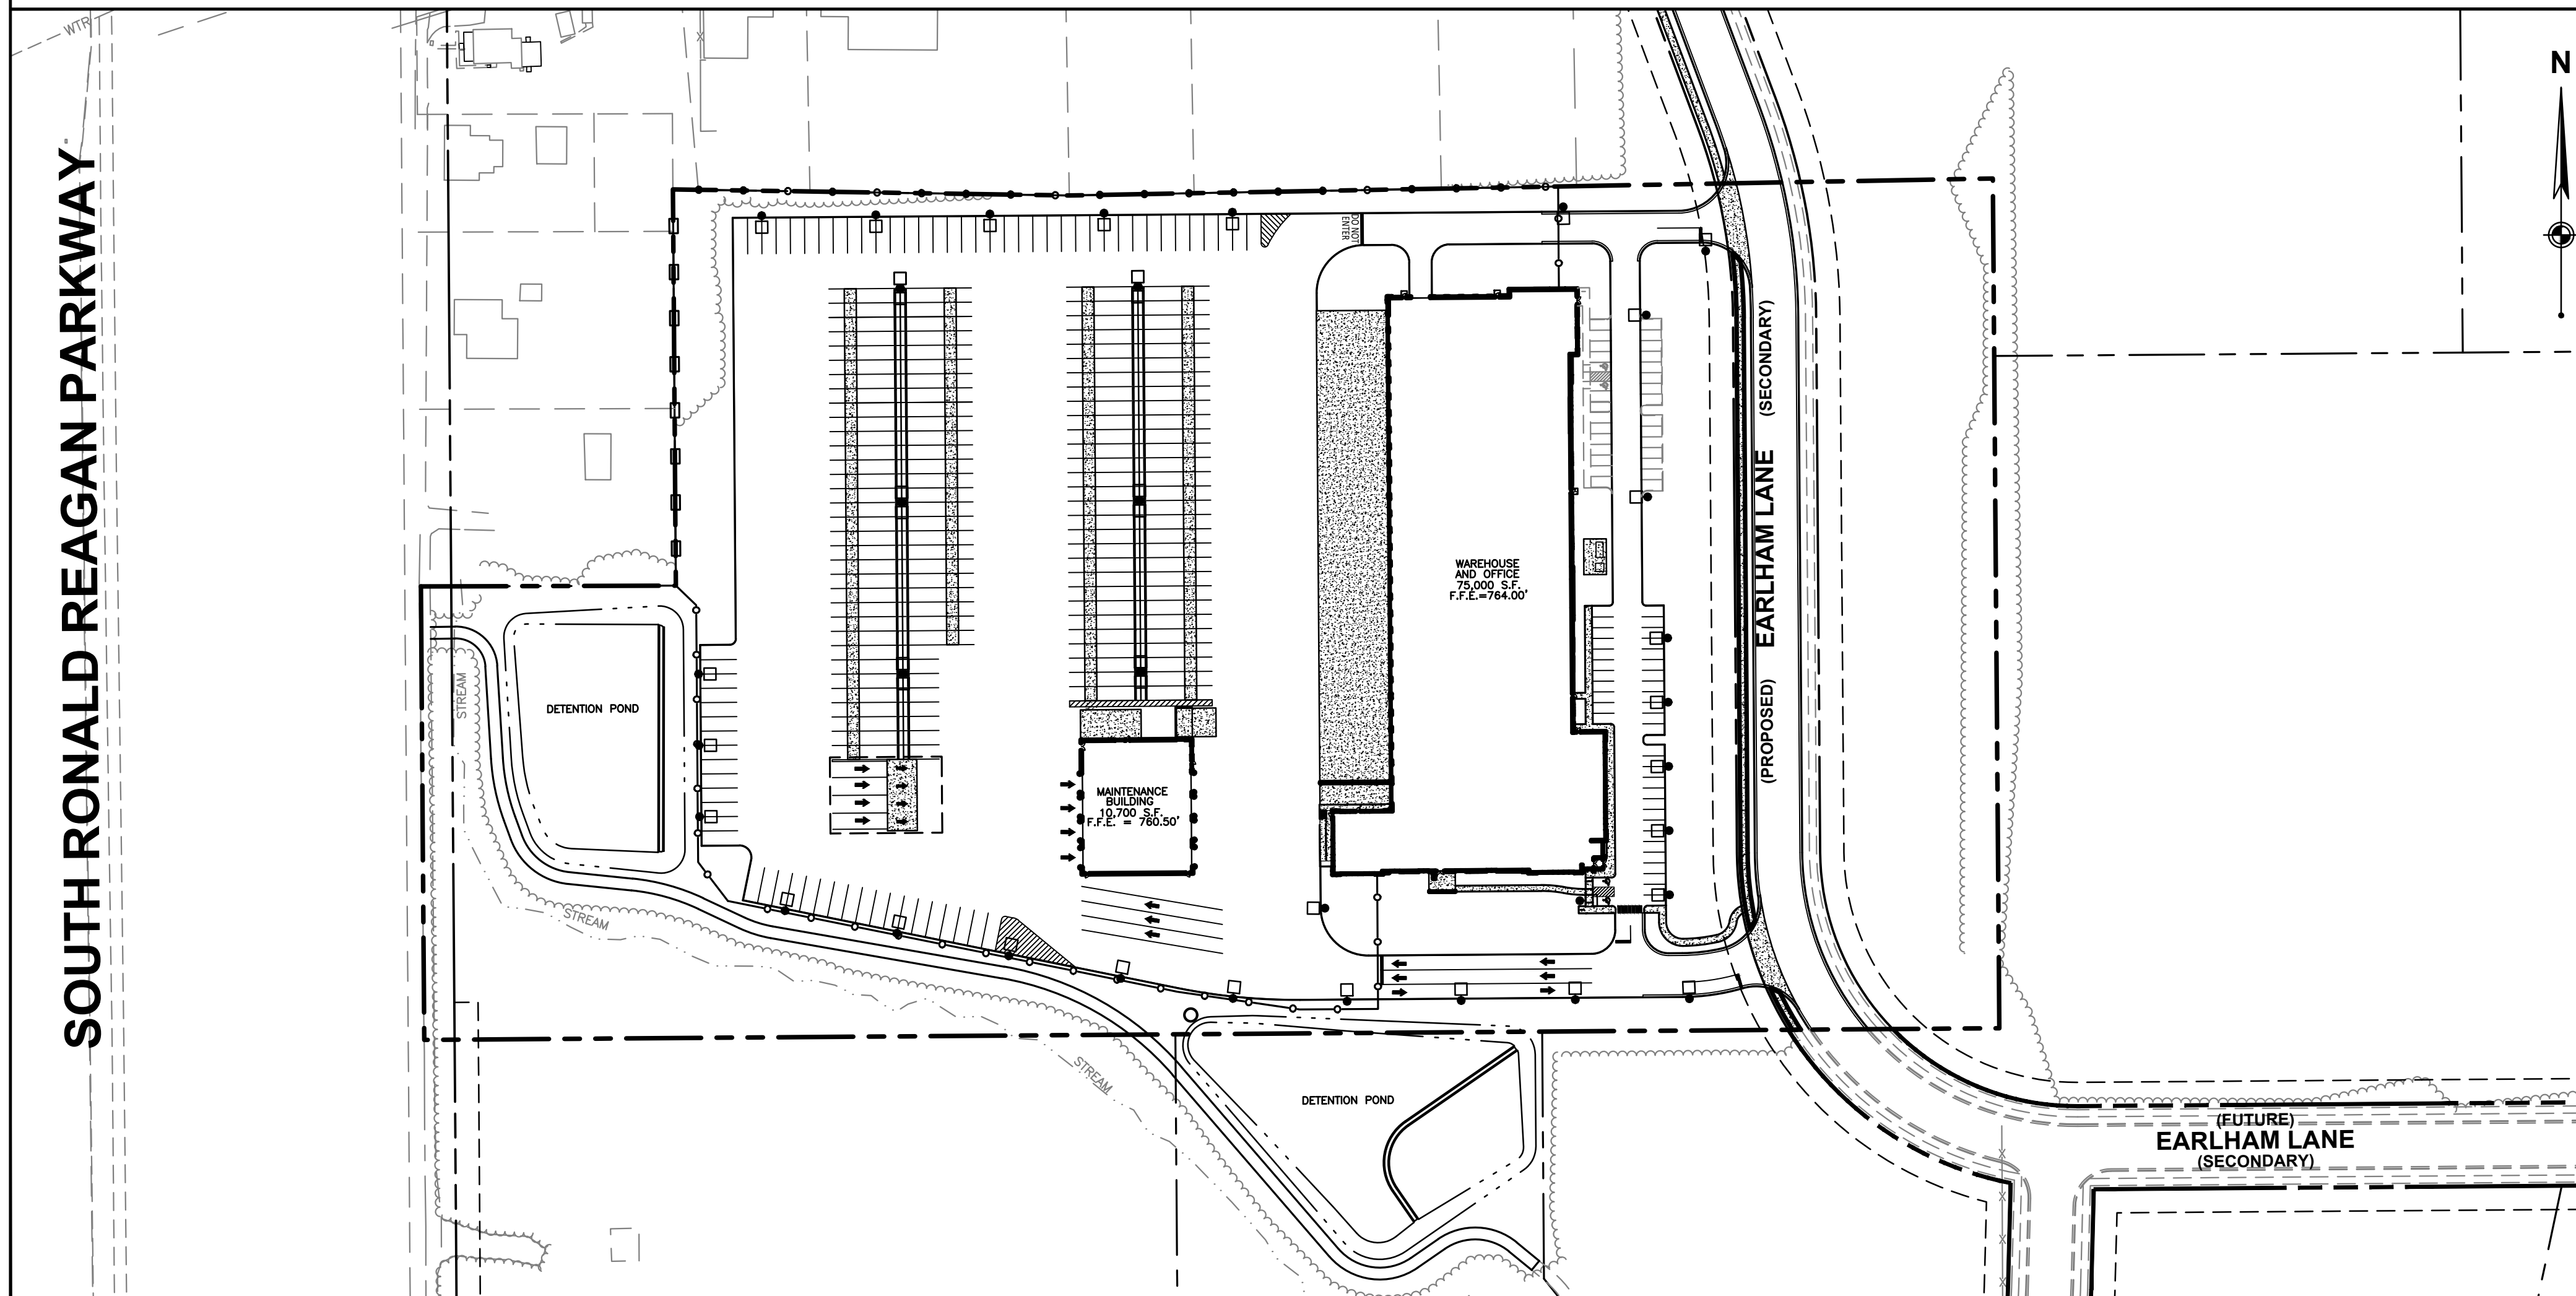 WTR
N
SOUTH RONALD REAGAN PARKWAY
DO NOT
ENTER
(SECONDARY)
EARLHAM LANE
(PROPOSED)
WAREHOUSE
AND OFFICE
75,000 S.F.
F.F.E.=764.00'
STREAM
DETENTION POND
MAINTENANCE
BUILDING
10,700 S.F.
F.F.E. = 760.50'
STREAM
STREAM
DETENTION POND
(FUTURE)
EARLHAM LANE
(SECONDARY)